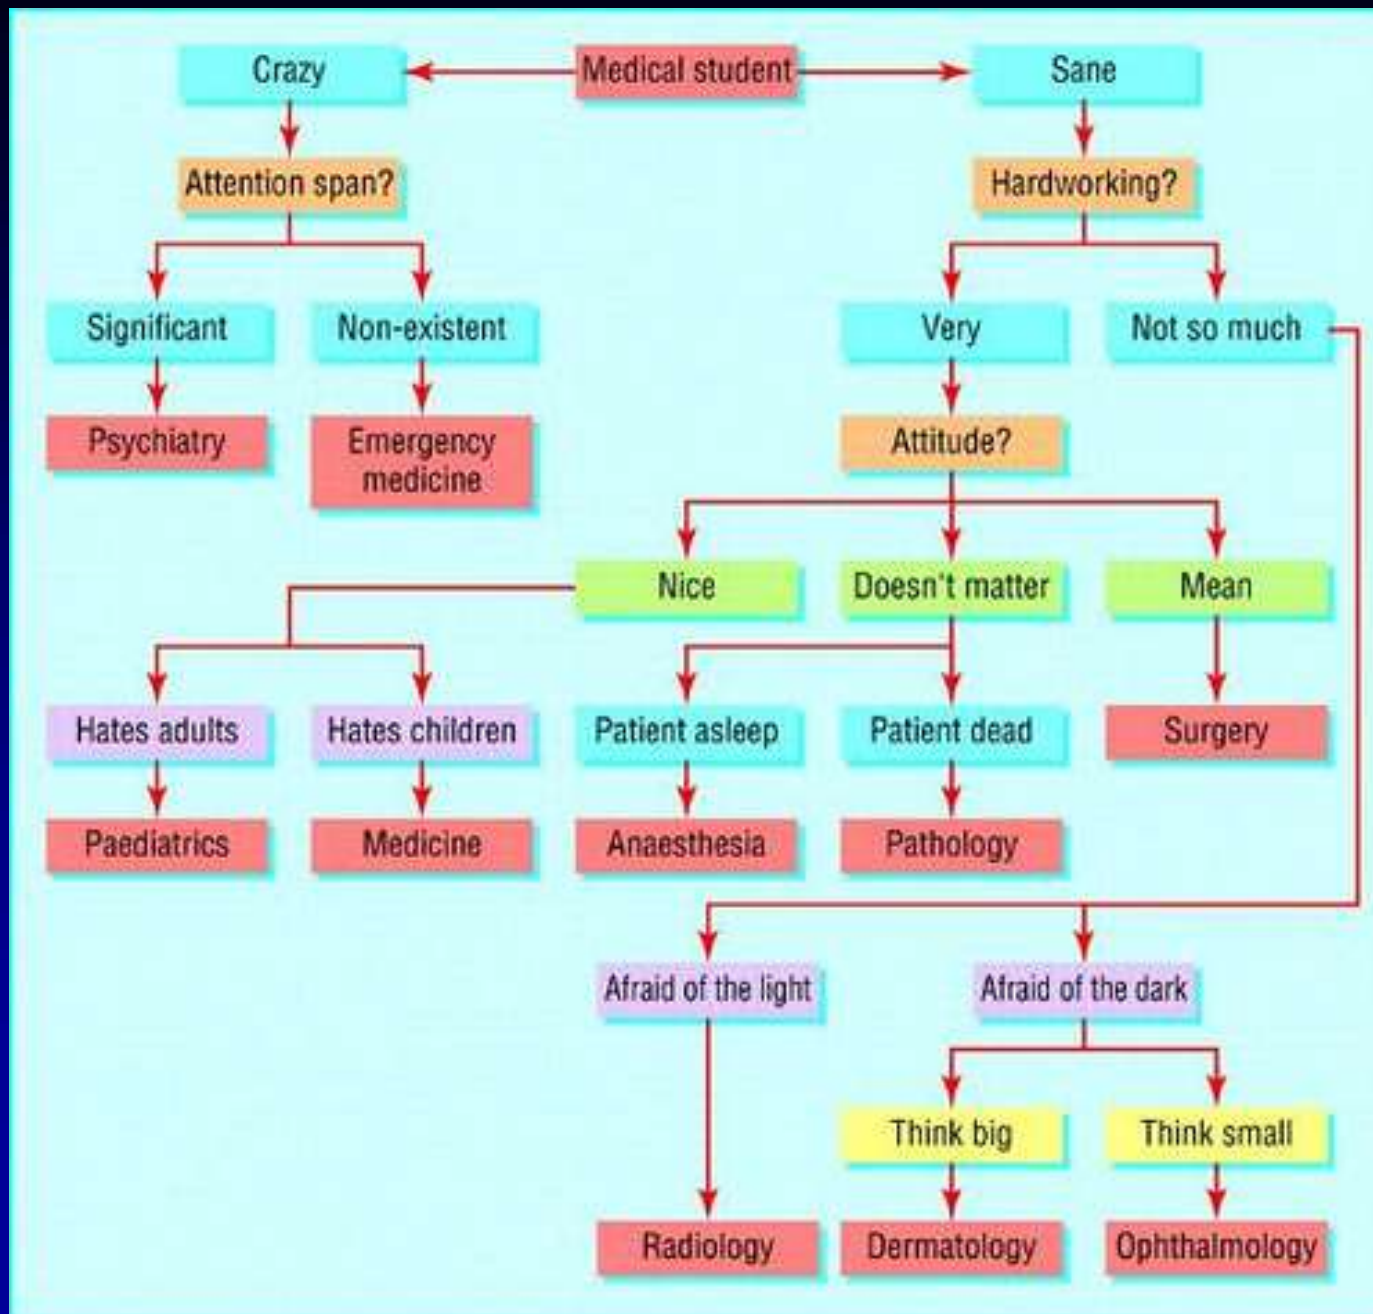 Crazy
Medical student
Sane
Attention span?
Hardworking?
Significant
Non-existent
Very
Not so much
Psychiatry
Emergency
medicine
Attitude?
Nice
Doesn't matter
Mean
Hates adults
Hates children
Patient asleep
Patient dead
Surgery
Paediatrics
Medicine
Anaesthesia
Pathology
Afraid of the light
Afraid of the dark
Think big
Think small
Radiology
Dermatology
Ophthalmology